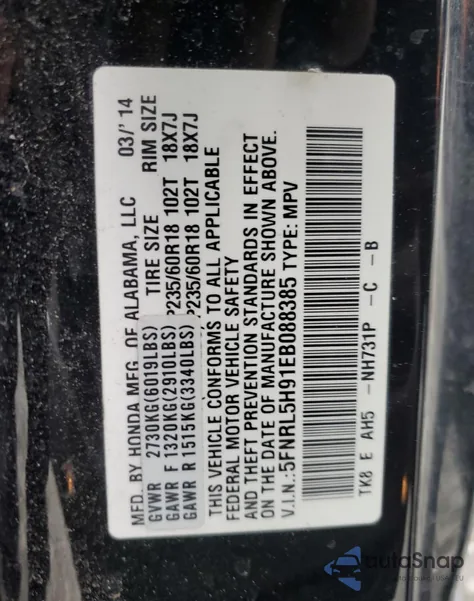 MFD. BY HONDA MFG. OF ALABAMA, LLC 03/' 14
GVWR 2730KG(6019LBS) TIRE SIZE RIM SIZE
GAWR F 1320KG(2910LBS) P235/60R18 102T 18X7J
GAWR R 1515KG(3340LBS) P235/60R18 102T 18X7J
THIS VEHICLE CONFORMS TO ALL APPLICABLE
FEDERAL MOTOR VEHICLE SAFETY
AND THEFT PREVENTION STANDARDS IN EFFECT
ON THE DATE OF MANUFACTURE SHOWN ABOVE.
V.I.N.:5FNRL5H91EB088385 TYPE: MPV
TK8 E AH5 - NH731P - C - B
autoSnap